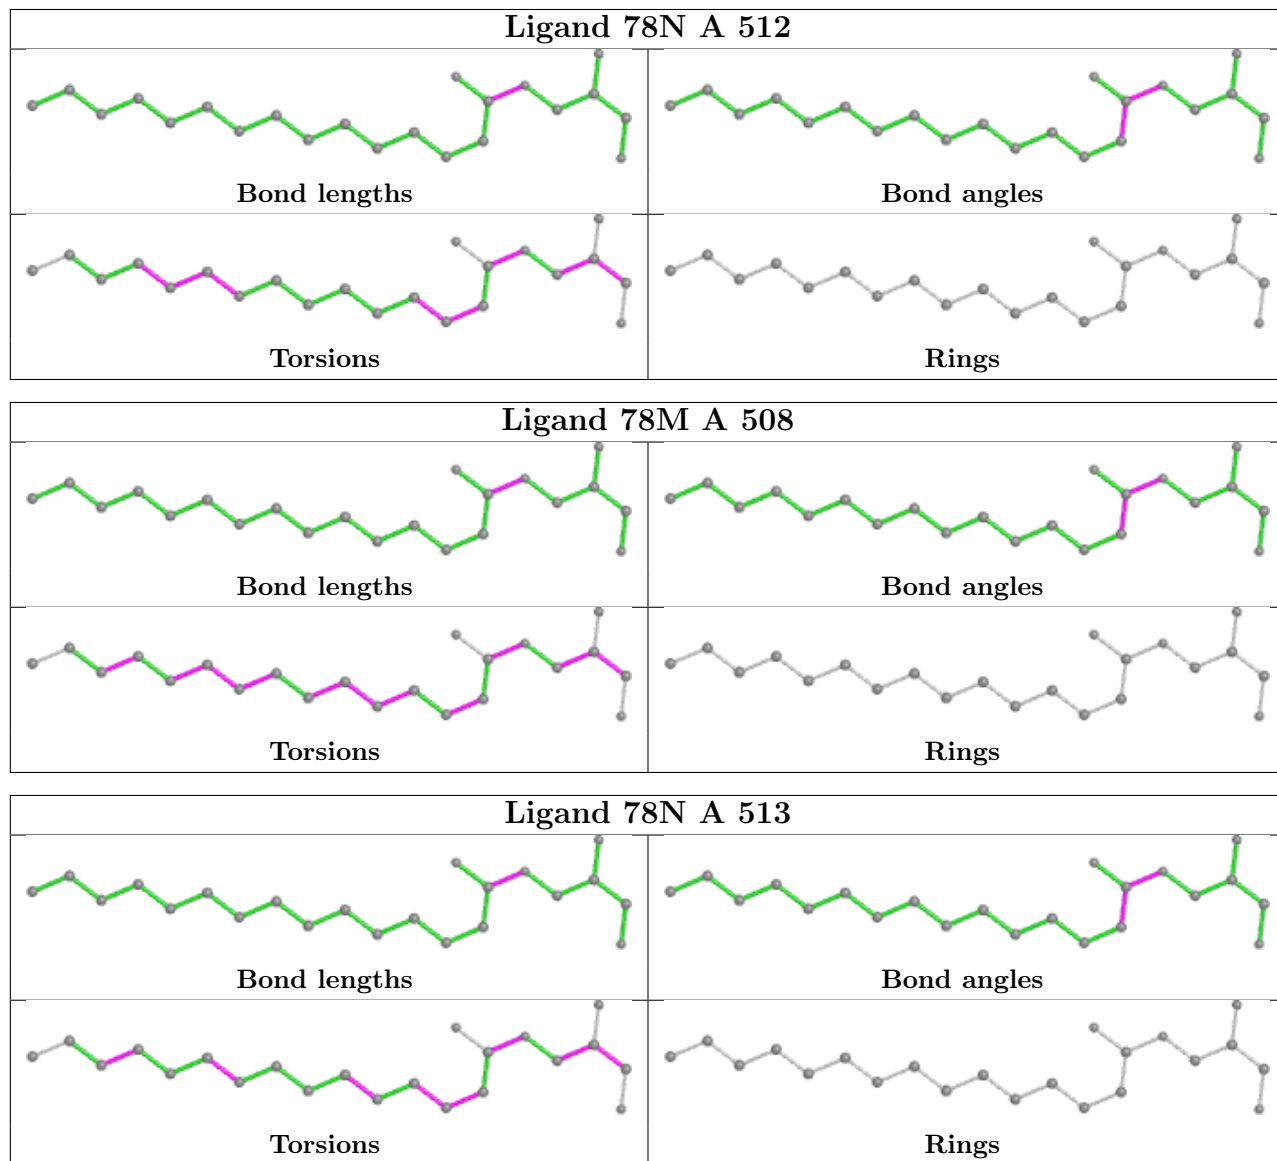 Ligand 78N A 512
Bond lengths
Bond angles
Torsions
Rings
Ligand 78M A 508
Bond lengths
Bond angles
Torsions
Rings
Ligand 78N A 513
Bond lengths
Bond angles
Torsions
Rings